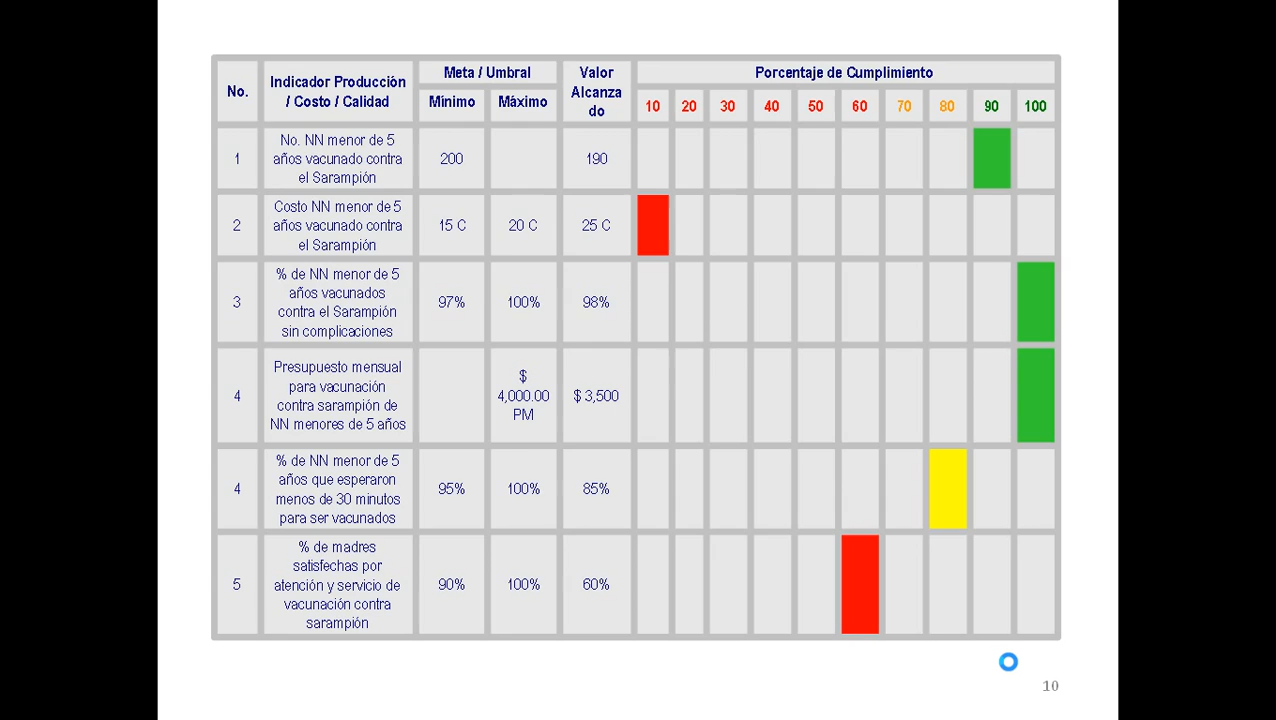 No.
Indicador Producción
/ Costo / Calidad
Meta / Umbral
Mínimo
Máximo
Valor
Alcanza
do
Porcentaje de Cumplimiento
10 20 30 40 50 60 70 80 90 100
1
No. NN menor de 5
años vacunado contra
el Sarampión
200
190
2
Costo NN menor de 5
años vacunado contra
el Sarampión
15 C
20 C
25 C
3
% de NN menor de 5
años vacunados
contra el Sarampión
sin complicaciones
97%
100%
98%
4
Presupuesto mensual
para vacunación
contra sarampión de
NN menores de 5 años
$
4,000.00
PM
$ 3,500
4
% de NN menor de 5
años que esperaron
menos de 30 minutos
para ser vacunados
95%
100%
85%
5
% de madres
satisfechas por
atención y servicio de
vacunación contra
sarampión
90%
100%
60%
10